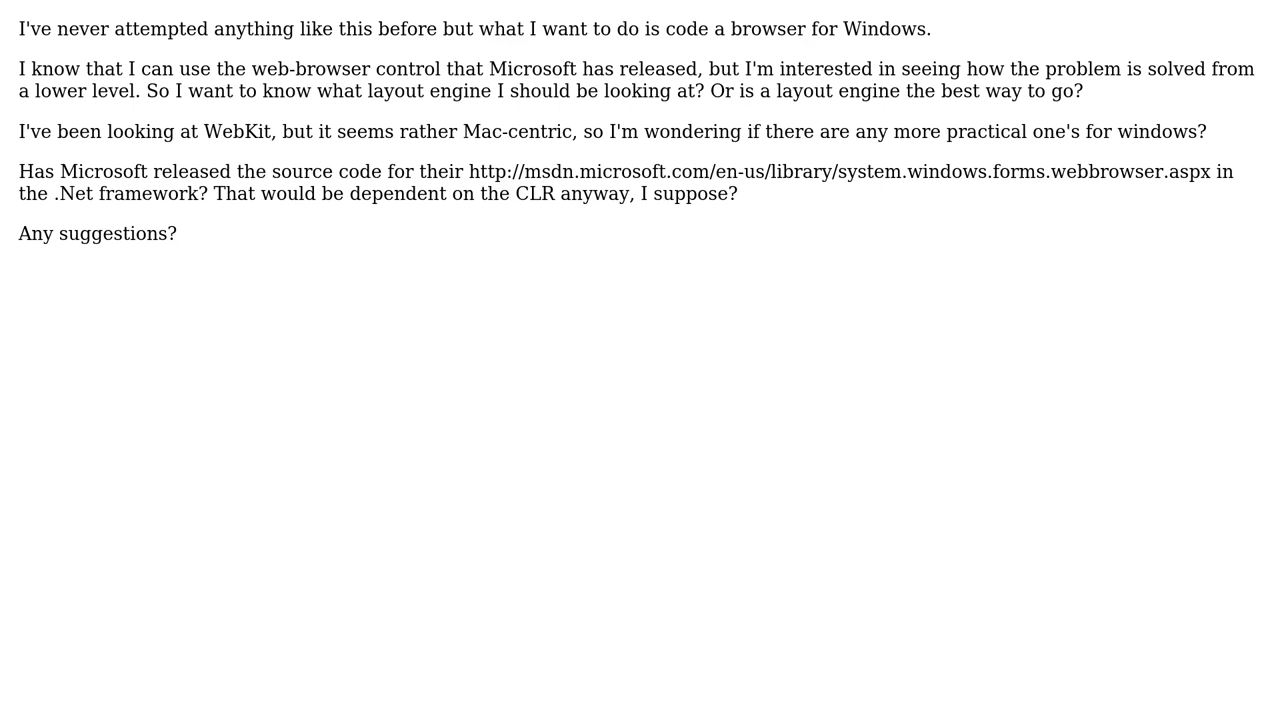 I've never attempted anything like this before but what I want to do is code a browser for Windows.
I know that I can use the web-browser control that Microsoft has released, but I'm interested in seeing how the problem is solved from
a lower level. So I want to know what layout engine I should be looking at? Or is a layout engine the best way to go?
I've been looking at WebKit, but it seems rather Mac-centric, so I'm wondering if there are any more practical one's for windows?
Has Microsoft released the source code for their http://msdn.microsoft.com/en-us/library/system.windows.forms.webbrowser.aspx in
the .Net framework? That would be dependent on the CLR anyway, I suppose?
Any suggestions?